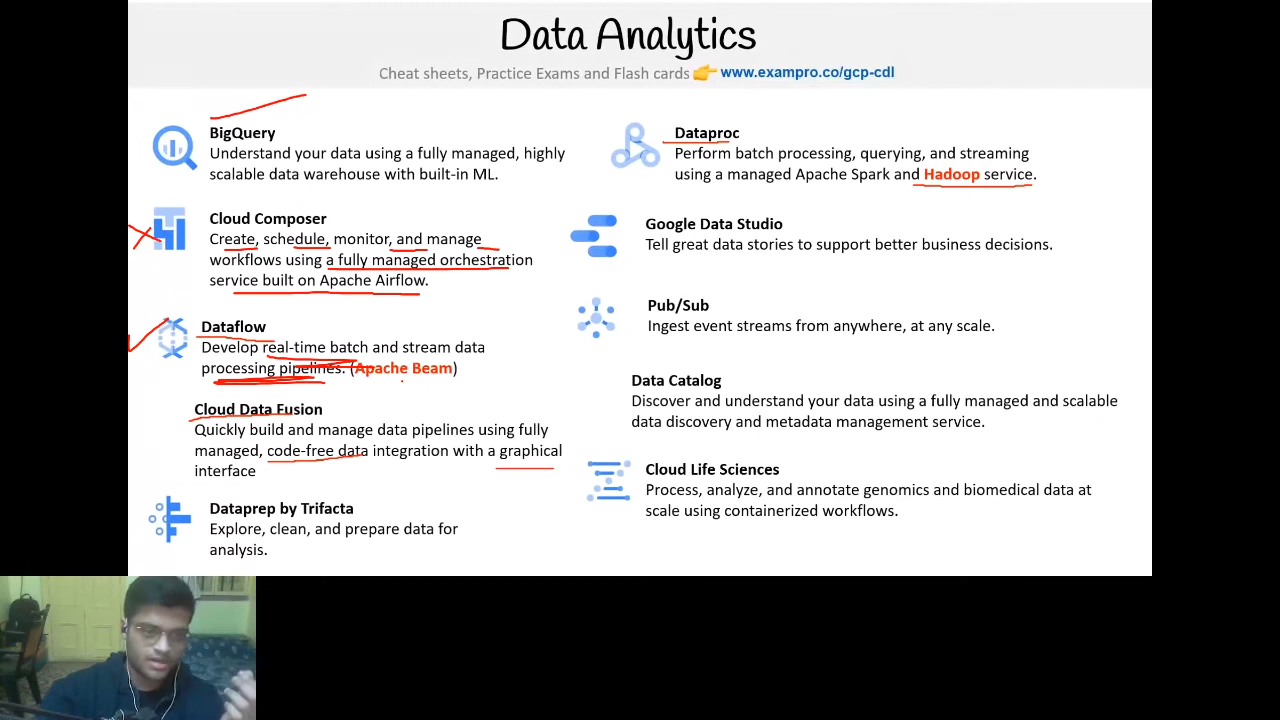 Data Analytics
Cheat sheets, Practice Exams and Flash cards 👉 www.exampro.co/gcp-cdl
BigQuery
Understand your data using a fully managed, highly
scalable data warehouse with built-in ML.
Cloud Composer
Create, schedule, monitor, and manage
workflows using a fully managed orchestration
service built on Apache Airflow.
Dataflow
Develop real-time batch and stream data
processing pipelines. (Apache Beam)
Cloud Data Fusion
Quickly build and manage data pipelines using fully
managed, code-free data integration with a graphical
interface
Dataprep by Trifacta
Explore, clean, and prepare data for
analysis.
Dataproc
Perform batch processing, querying, and streaming
using a managed Apache Spark and Hadoop service.
Google Data Studio
Tell great data stories to support better business decisions.
Pub/Sub
Ingest event streams from anywhere, at any scale.
Data Catalog
Discover and understand your data using a fully managed and scalable
data discovery and metadata management service.
Cloud Life Sciences
Process, analyze, and annotate genomics and biomedical data at
scale using containerized workflows.